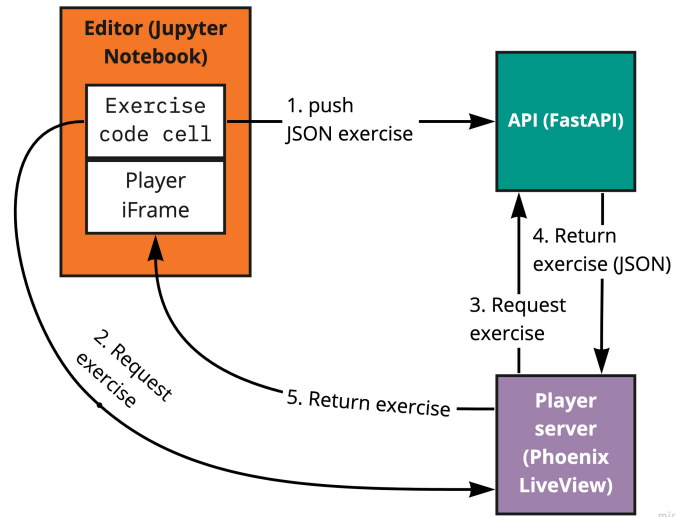 Editor (Jupyter
Notebook)
Exercise
code cell
Player
iFrame
1. push
JSON exercise
API (FastAPI)
2. Request
exercise
3. Request
exercise
4. Return
exercise (JSON)
5. Return exercise
Player
server
(Phoenix
LiveView)